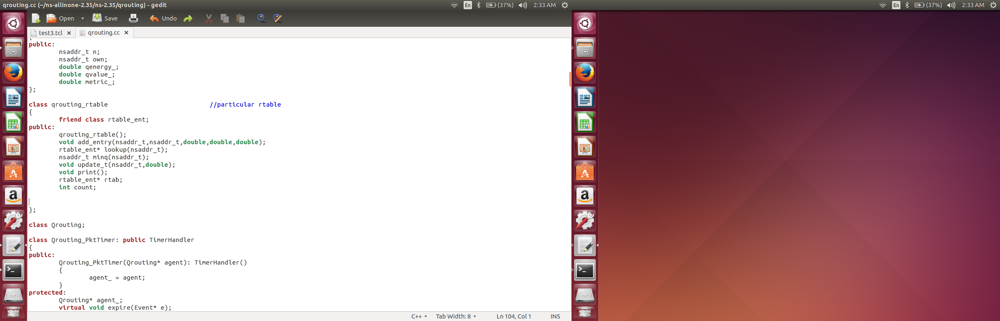 qrouting.cc (~/ns-allinone-2.35/ns-2.35/qrouting) - gedit
En (37%) 2:33 AM
En (37%) 2:33 AM
Open Save Undo
test3.tcl qrouting.cc
{
public:
nsaddr_t n;
nsaddr_t own;
double qenergy_;
double qvalue_;
double metric_;
};
class qrouting_rtable //particular rtable
{
friend class rtable_ent;
public:
qrouting_rtable();
void add_entry(nsaddr_t,nsaddr_t,double,double,double);
rtable_ent* lookup(nsaddr_t);
nsaddr_t minq(nsaddr_t);
void update_t(nsaddr_t,double);
void print();
rtable_ent* rtab;
int count;
};
class Qrouting;
class Qrouting_PktTimer: public TimerHandler
{
public:
Qrouting_PktTimer(Qrouting* agent): TimerHandler()
{
agent_ = agent;
}
protected:
Qrouting* agent_;
virtual void expire(Event* e);
C++ Tab Width: 8 Ln 104, Col 1 INS